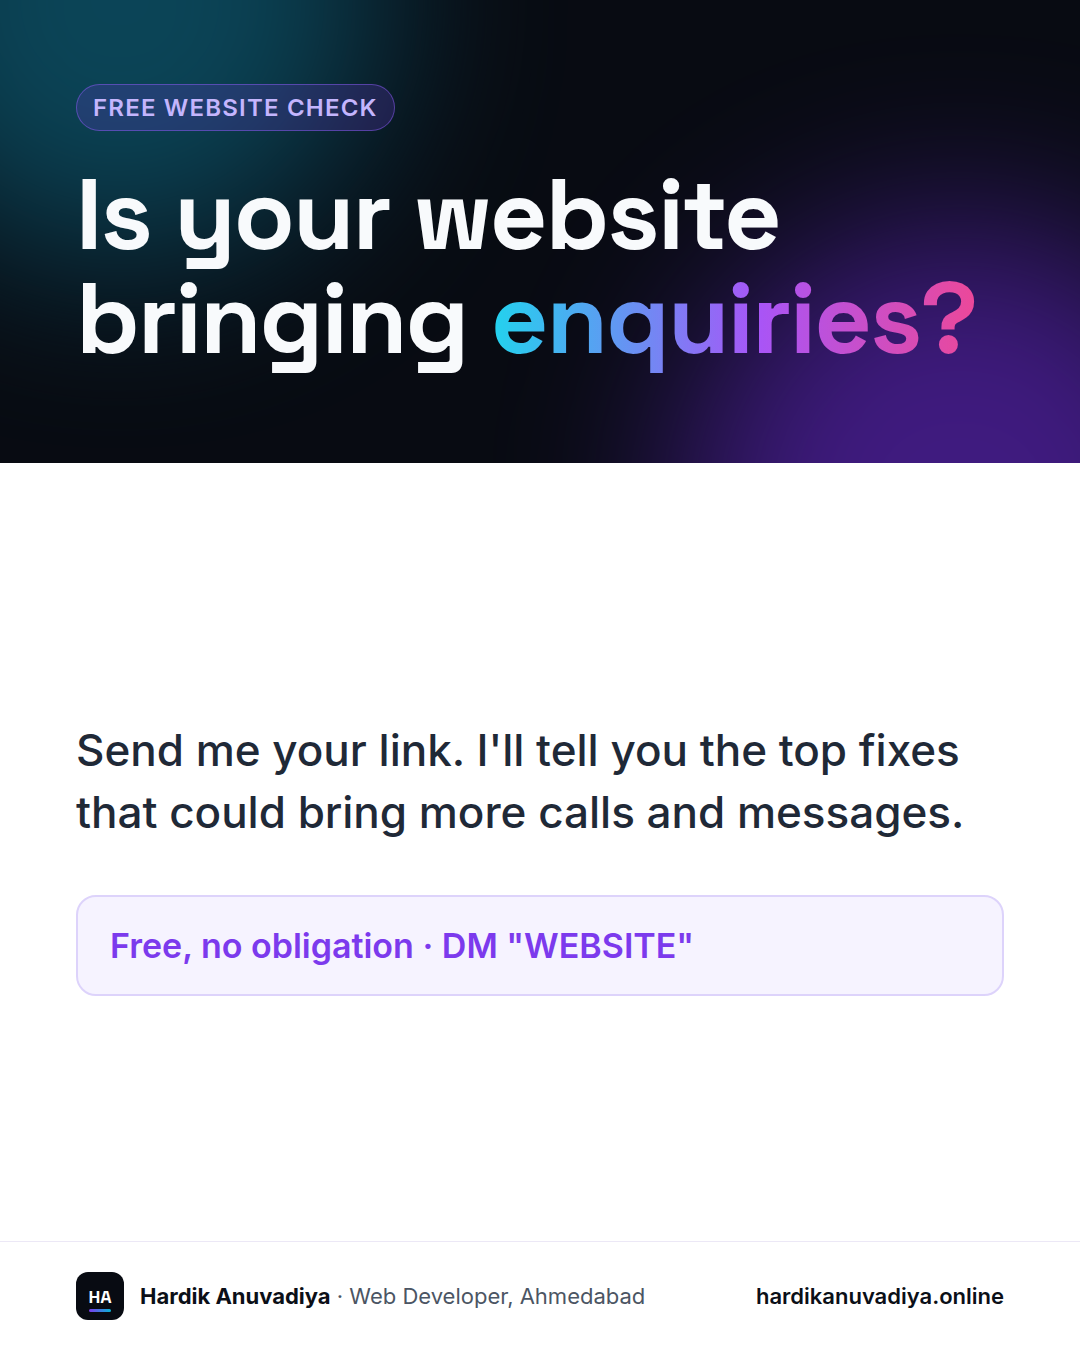 FREE WEBSITE CHECK
Is your website
bringing enquiries?
Send me your link. I'll tell you the top fixes
that could bring more calls and messages.
Free, no obligation · DM "WEBSITE"
HA
Hardik Anuvadiya · Web Developer, Ahmedabad
hardikanuvadiya.online